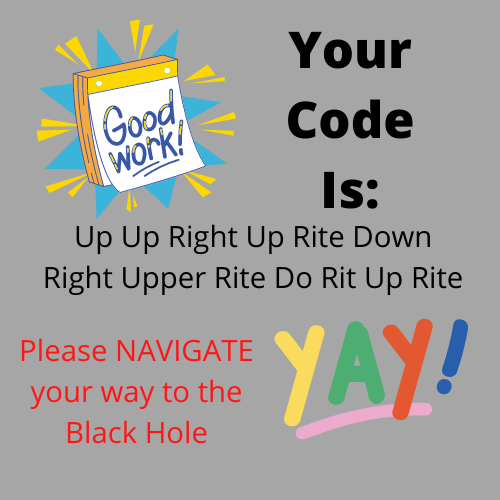 Good
work!
Your
Code
Is:
Up Up Right Up Rite Down
Right Upper Rite Do Rit Up Rite
Please NAVIGATE
your way to the
Black Hole
YAY!